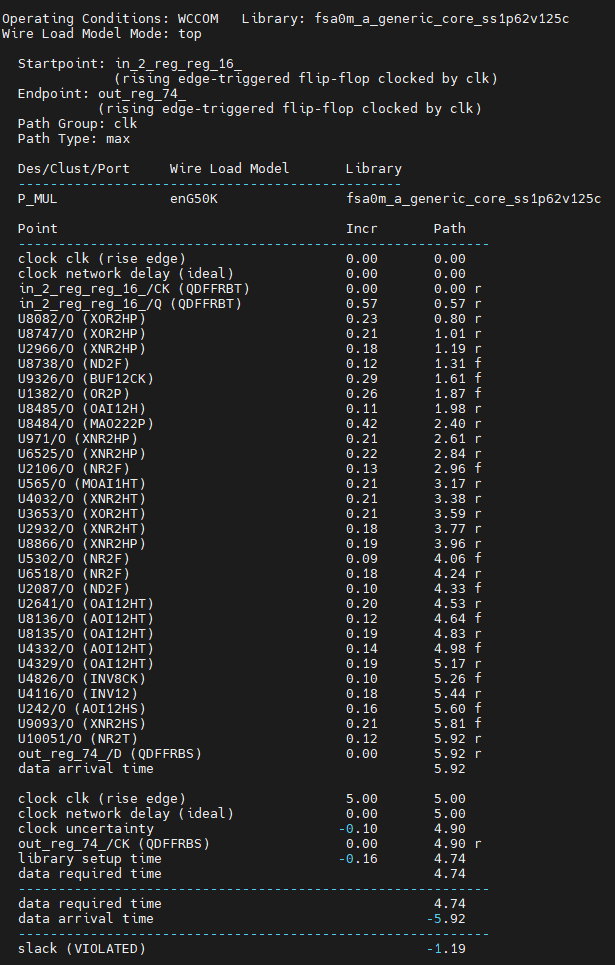 Operating Conditions: WCCOM   Library: fsa0m_a_generic_core_ss1p62v125c
Wire Load Model Mode: top
Startpoint: in_2_reg_reg_16_
(rising edge-triggered flip-flop clocked by clk)
Endpoint: out_reg_74_
(rising edge-triggered flip-flop clocked by clk)
Path Group: clk
Path Type: max
Des/Clust/Port     Wire Load Model       Library
------------------------------------------------
P_MUL              enG50K                fsa0m_a_generic_core_ss1p62v125c
Point                                    Incr       Path
-----------------------------------------------------------
clock clk (rise edge)                    0.00       0.00
clock network delay (ideal)              0.00       0.00
in_2_reg_reg_16_/CK (QDFFRBT)            0.00       0.00 r
in_2_reg_reg_16_/Q (QDFFRBT)             0.57       0.57 r
U8082/O (XOR2HP)                         0.23       0.80 r
U8747/O (XOR2HP)                         0.21       1.01 r
U2966/O (XNR2HP)                         0.18       1.19 r
U8738/O (ND2F)                           0.12       1.31 f
U9326/O (BUF12CK)                        0.29       1.61 f
U1382/O (OR2P)                           0.26       1.87 f
U8485/O (OAI12H)                         0.11       1.98 r
U8484/O (MAO222P)                        0.42       2.40 r
U971/O (XNR2HP)                          0.21       2.61 r
U6525/O (XNR2HP)                         0.22       2.84 r
U2106/O (NR2F)                           0.13       2.96 f
U565/O (MOAI1HT)                         0.21       3.17 r
U4032/O (XNR2HT)                         0.21       3.38 r
U3653/O (XOR2HT)                         0.21       3.59 r
U2932/O (XNR2HT)                         0.18       3.77 r
U8866/O (XNR2HP)                         0.19       3.96 r
U5302/O (NR2F)                           0.09       4.06 f
U6518/O (NR2F)                           0.18       4.24 r
U2087/O (ND2F)                           0.10       4.33 f
U2641/O (OAI12HT)                        0.20       4.53 r
U8136/O (AOI12HT)                        0.12       4.64 f
U8135/O (OAI12HT)                        0.19       4.83 r
U4332/O (AOI12HT)                        0.14       4.98 f
U4329/O (OAI12HT)                        0.19       5.17 r
U4826/O (INV8CK)                         0.10       5.26 f
U4116/O (INV12)                          0.18       5.44 r
U242/O (AOI12HS)                         0.16       5.60 f
U9093/O (XNR2HS)                         0.21       5.81 f
U10051/O (NR2T)                          0.12       5.92 r
out_reg_74_/D (QDFFRBS)                  0.00       5.92 r
data arrival time                                   5.92
clock clk (rise edge)                    5.00       5.00
clock network delay (ideal)              0.00       5.00
clock uncertainty                       -0.10       4.90
out_reg_74_/CK (QDFFRBS)                 0.00       4.90 r
library setup time                      -0.16       4.74
data required time                                  4.74
-----------------------------------------------------------
data required time                                  4.74
data arrival time                                  -5.92
-----------------------------------------------------------
slack (VIOLATED)                                   -1.19